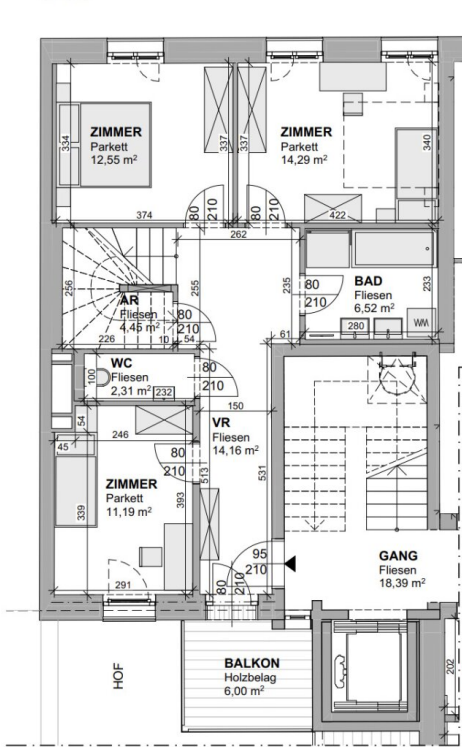 ZIMMER
Parkett
12,55 m²
334
337
374
80
210
ZIMMER
Parkett
14,29 m²
337
340
422
80
210
262
256
255
235
AR
Fliesen
4,45 m²
226
10
54
80
210
61
BAD
Fliesen
6,52 m²
80
210
233
280
WM
WC
Fliesen
2,31 m²
100
232
80
210
150
VR
Fliesen
14,16 m²
513
531
54
45
246
80
210
ZIMMER
Parkett
11,19 m²
339
393
291
95
210
80
210
GANG
Fliesen
18,39 m²
HOF
BALKON
Holzbelag
6,00 m²
202